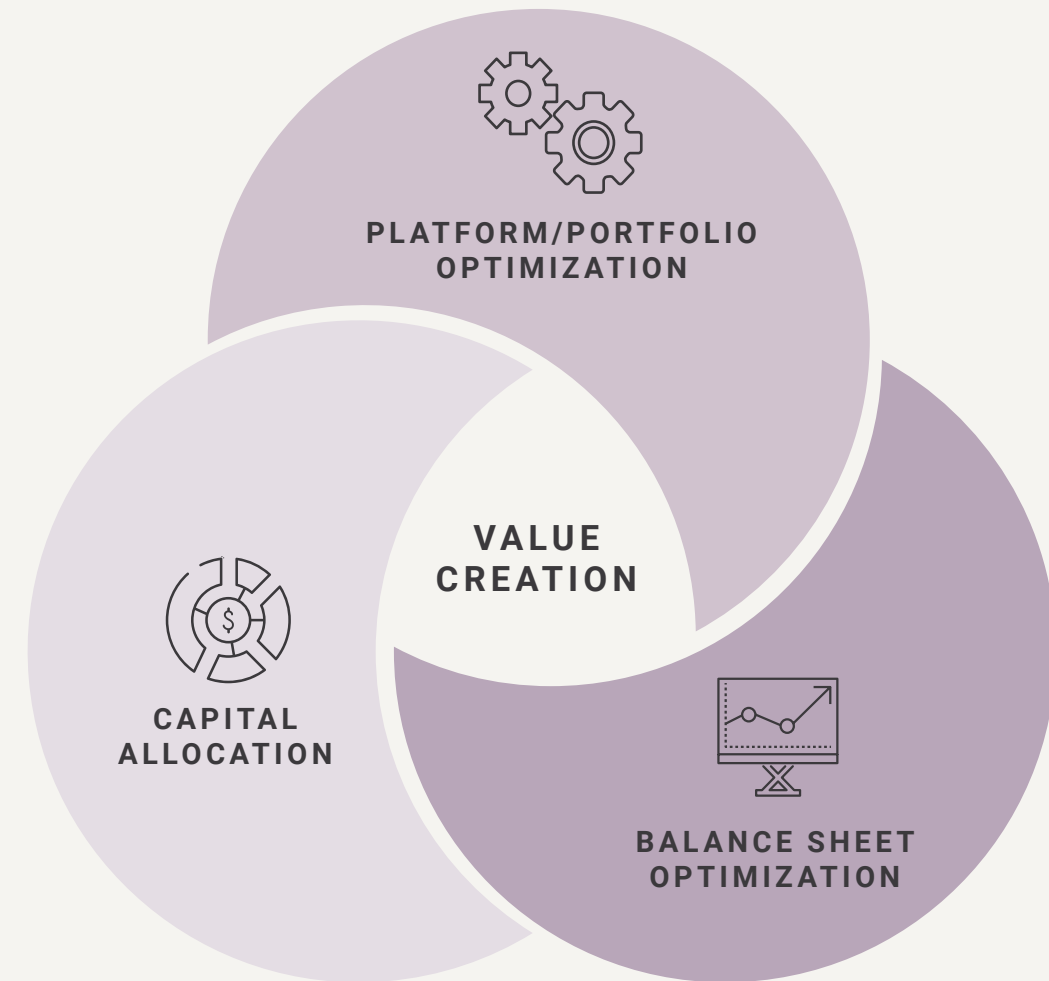 PLATFORM/PORTFOLIO
OPTIMIZATION
VALUE
CREATION
$
CAPITAL
ALLOCATION
BALANCE SHEET
OPTIMIZATION